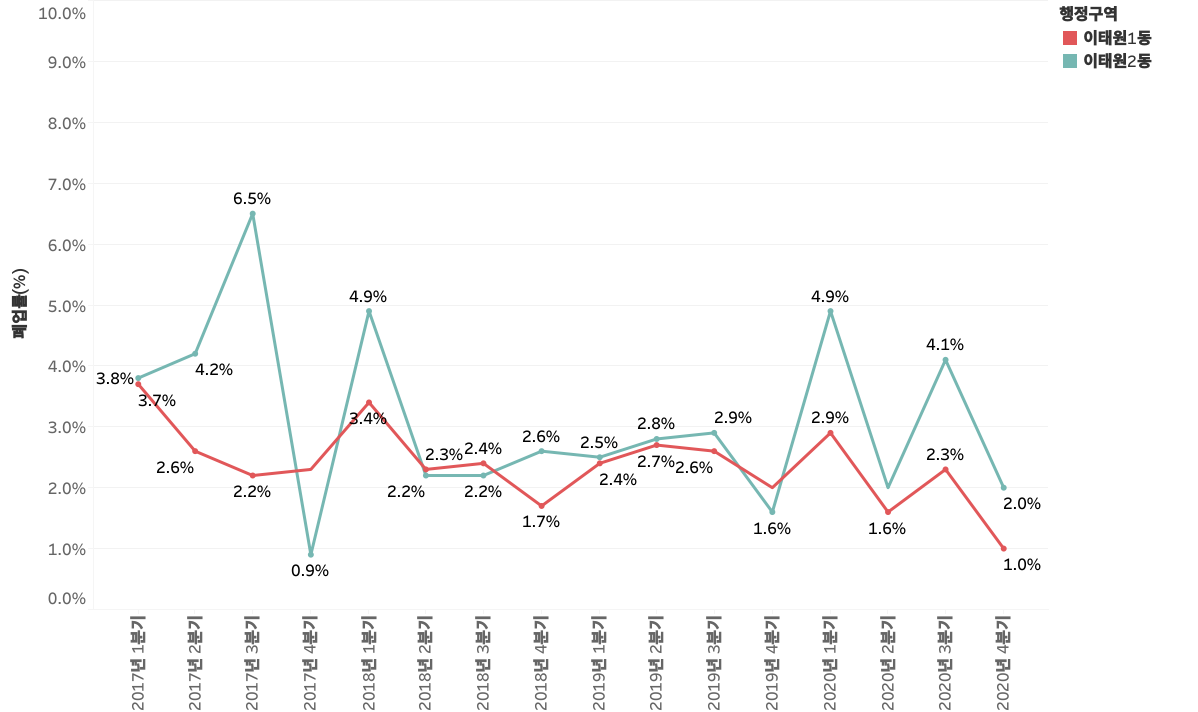 행정구역
이태원1동
이태원2동
폐업률(%)
10.0%
9.0%
8.0%
7.0%
6.0%
5.0%
4.0%
3.0%
2.0%
1.0%
0.0%
3.8%
3.7%
4.2%
2.6%
6.5%
2.2%
0.9%
4.9%
3.4%
2.3%
2.2%
2.4%
2.2%
2.6%
1.7%
2.5%
2.4%
2.8%
2.7%
2.9%
2.6%
1.6%
4.9%
2.9%
1.6%
4.1%
2.3%
2.0%
1.0%
2017년 1분기
2017년 2분기
2017년 3분기
2017년 4분기
2018년 1분기
2018년 2분기
2018년 3분기
2018년 4분기
2019년 1분기
2019년 2분기
2019년 3분기
2019년 4분기
2020년 1분기
2020년 2분기
2020년 3분기
2020년 4분기